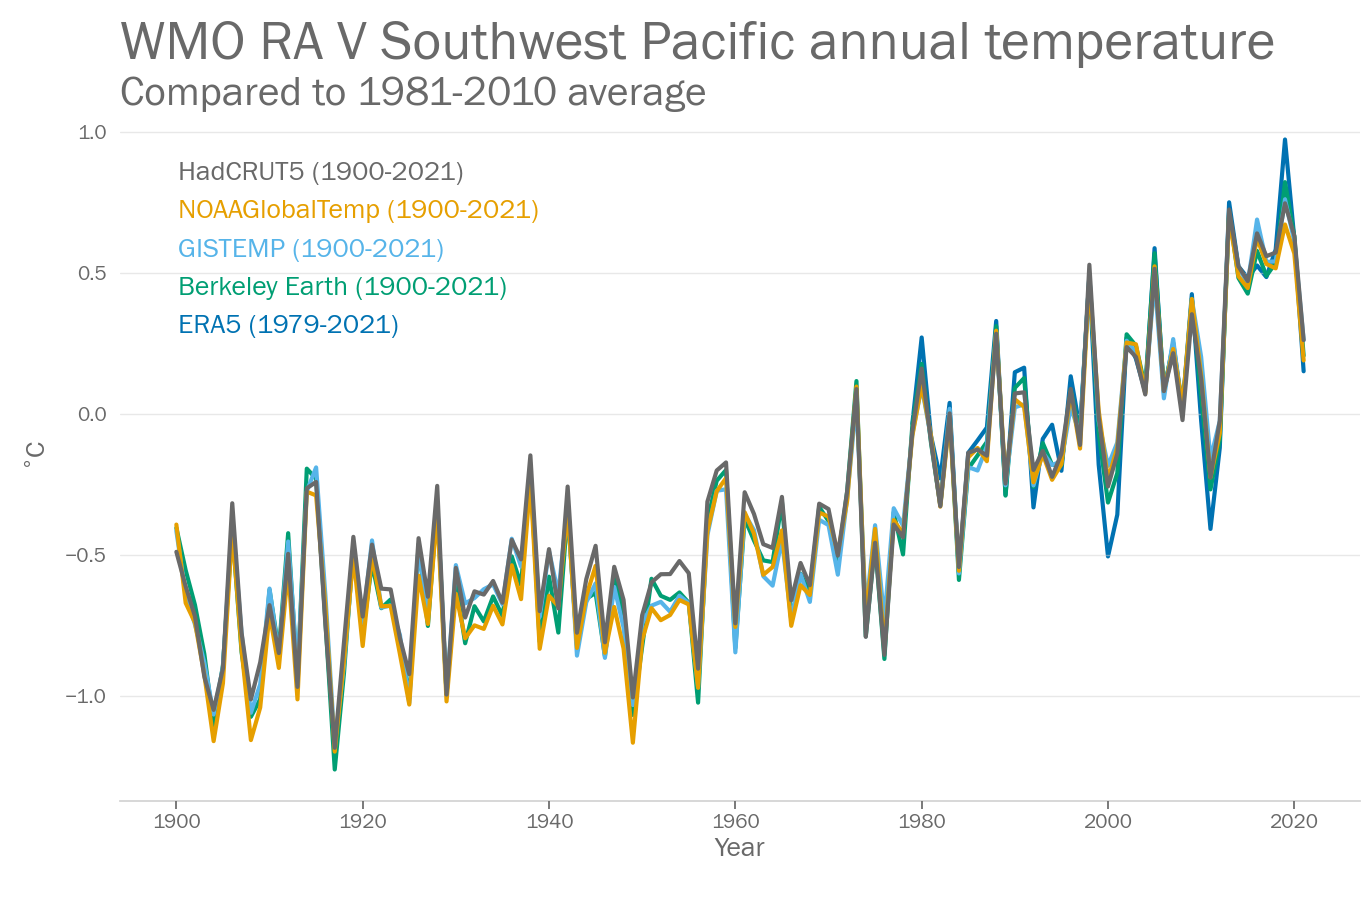 WMO RA V Southwest Pacific annual temperature
Compared to 1981-2010 average
1.0
HadCRUT5 (1900-2021)
NOAAGlobalTemp (1900-2021)
GISTEMP (1900-2021)
0.5
Berkeley Earth (1900-2021)
ERA5 (1979-2021)
0.0
°C
−0.5
−1.0
1900 1920 1940 1960 1980 2000 2020
Year